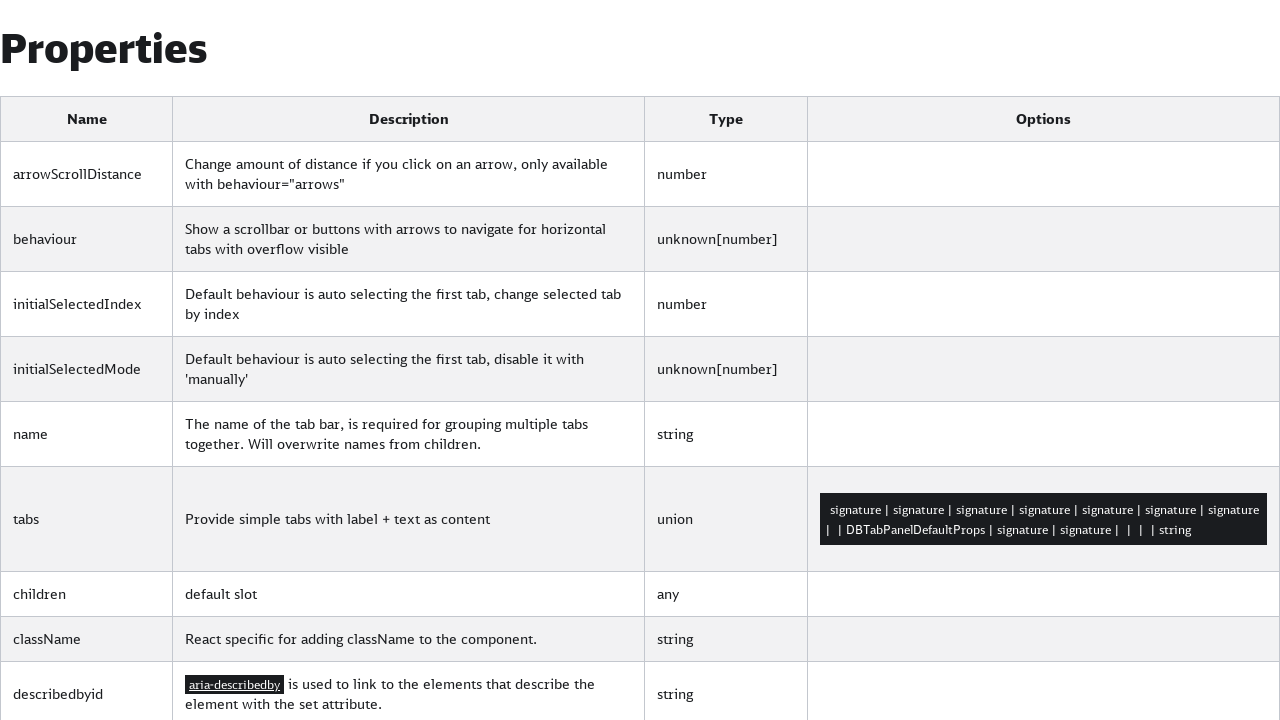 Properties
Name Description Type Options
arrowScrollDistance
Change amount of distance if you click on an arrow, only available
with behaviour="arrows"
number
behaviour
Show a scrollbar or buttons with arrows to navigate for horizontal
tabs with overflow visible
unknown[number]
initialSelectedIndex
Default behaviour is auto selecting the first tab, change selected tab
by index
number
initialSelectedMode
Default behaviour is auto selecting the first tab, disable it with
'manually'
unknown[number]
name
The name of the tab bar, is required for grouping multiple tabs
together. Will overwrite names from children.
string
tabs
Provide simple tabs with label + text as content
union
signature | signature | signature | signature | signature | signature | signature
| | DBTabPanelDefaultProps | signature | signature | | | | string
children default slot any
className React specific for adding className to the component. string
describedbyid
aria-describedby is used to link to the elements that describe the
element with the set attribute.
string